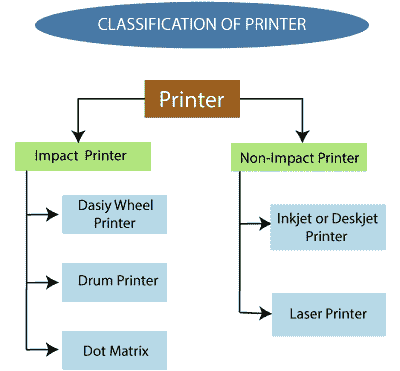 CLASSIFICATION OF PRINTER
Printer
Impact Printer
Non-Impact Printer
Dasiy Wheel
Printer
Drum Printer
Dot Matrix
Inkjet or Deskjet
Printer
Laser Printer